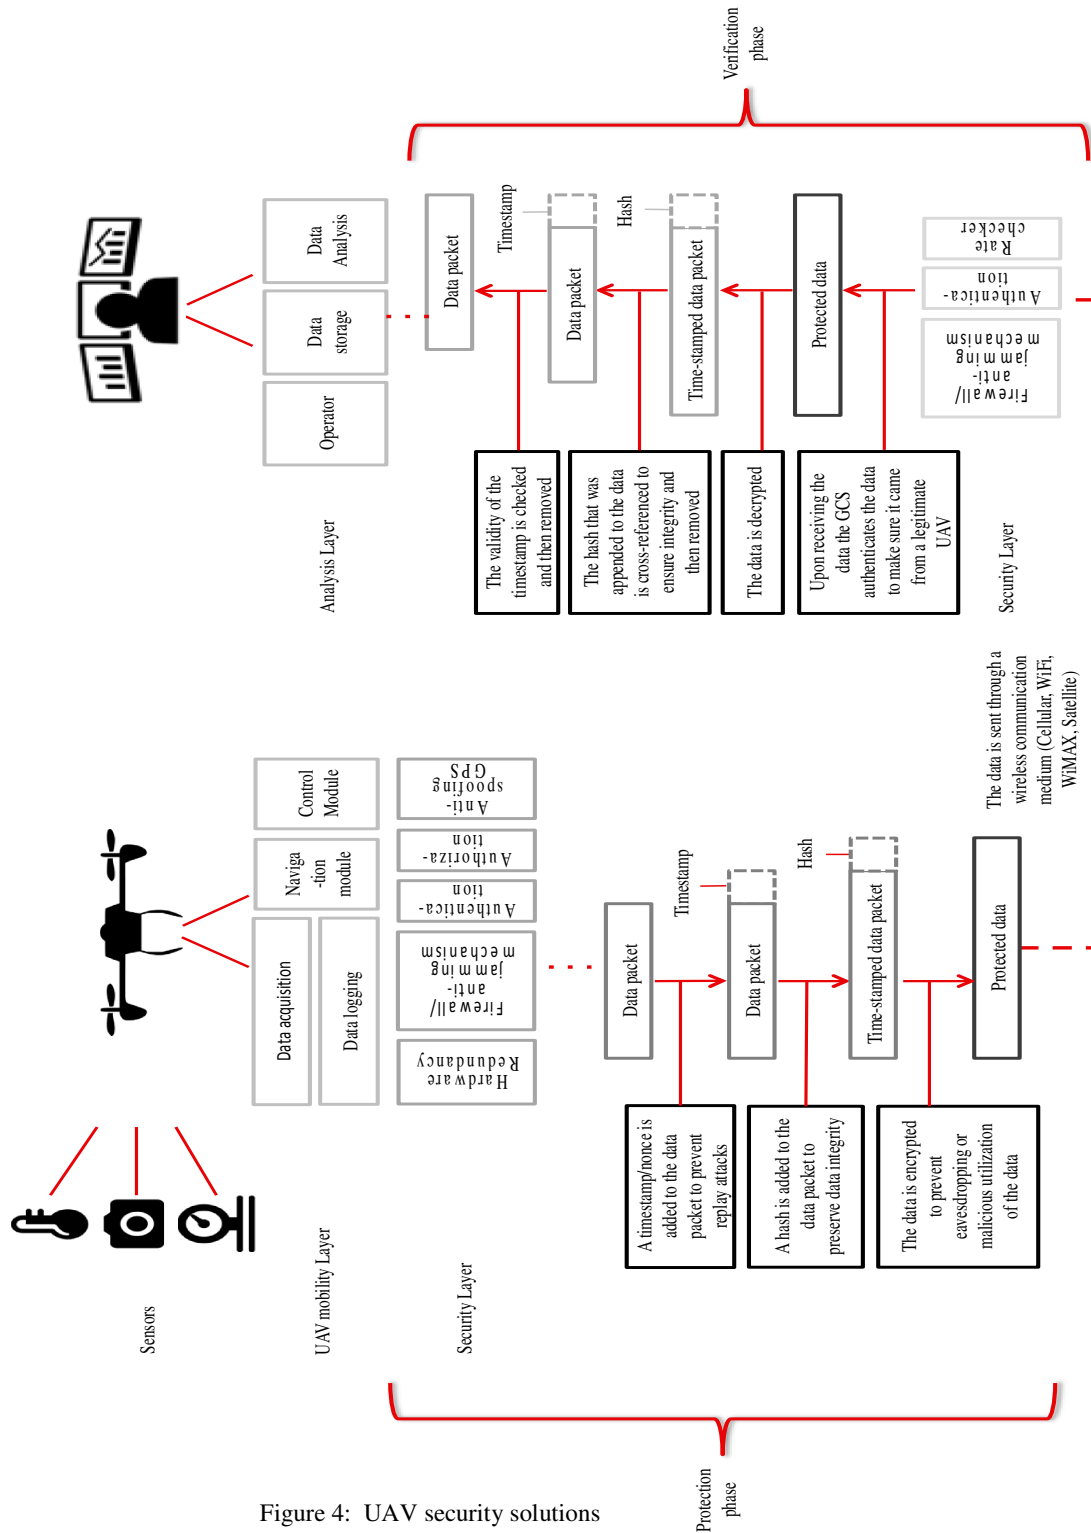 Sensors
UAV mobility Layer
Data acquisition
Data logging
Naviga
-tion
module
Control
Module
Security Layer
Hardware
Redundancy
Firewall/
anti-
jamming
mechanism
Authentica-
tion
Authoriza-
tion
Anti-
spoofing
GPS
Protection
phase
Data packet
A timestamp/nonce is
added to the data
packet to prevent
replay attacks
Timestamp
Data packet
A hash is added to the
data packet to
preserve data integrity
Hash
Time-stamped data packet
The data is encrypted
to prevent
eavesdropping or
malicious utilization
of the data
Protected data
The data is sent through a
wireless communication
medium (Cellular, WiFi,
WiMAX, Satellite)
Analysis Layer
Operator
Data
storage
Data
Analysis
Verification
phase
Data packet
The validity of the
timestamp is checked
and then removed
Timestamp
Data packet
The hash that was
appended to the data
is cross-referenced to
ensure integrity and
then removed
Hash
Time-stamped data packet
The data is decrypted
Protected data
Upon receiving the
data the GCS
authenticates the data
to make sure it came
from a legitimate
UAV
Security Layer
Firewall/
anti-
jamming
mechanism
Authentica-
tion
Rate
checker
Figure 4: UAV security solutions